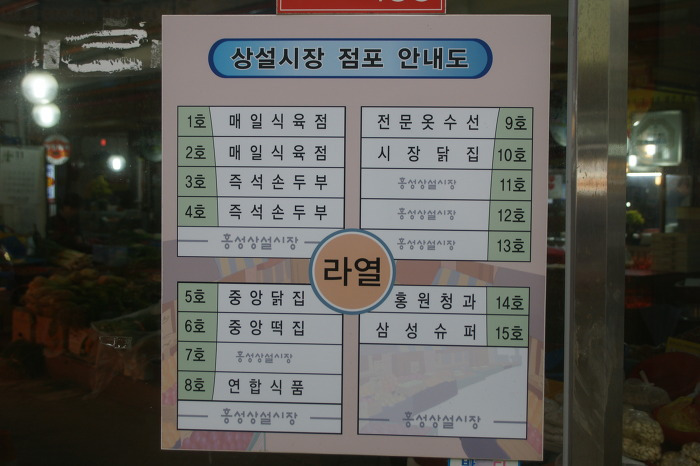 상설시장 점포 안내도
1호 매일식육점
2호 매일식육점
3호 즉석손두부
4호 즉석손두부
홍성상설시장
전문옷수선 9호
시장닭집 10호
홍성상설시장 11호
홍성상설시장 12호
홍성상설시장 13호
라열
5호 중앙닭집
6호 중앙떡집
7호 홍성상설시장
8호 연합식품
홍성상설시장
홍원청과 14호
삼성슈퍼 15호
홍성상설시장